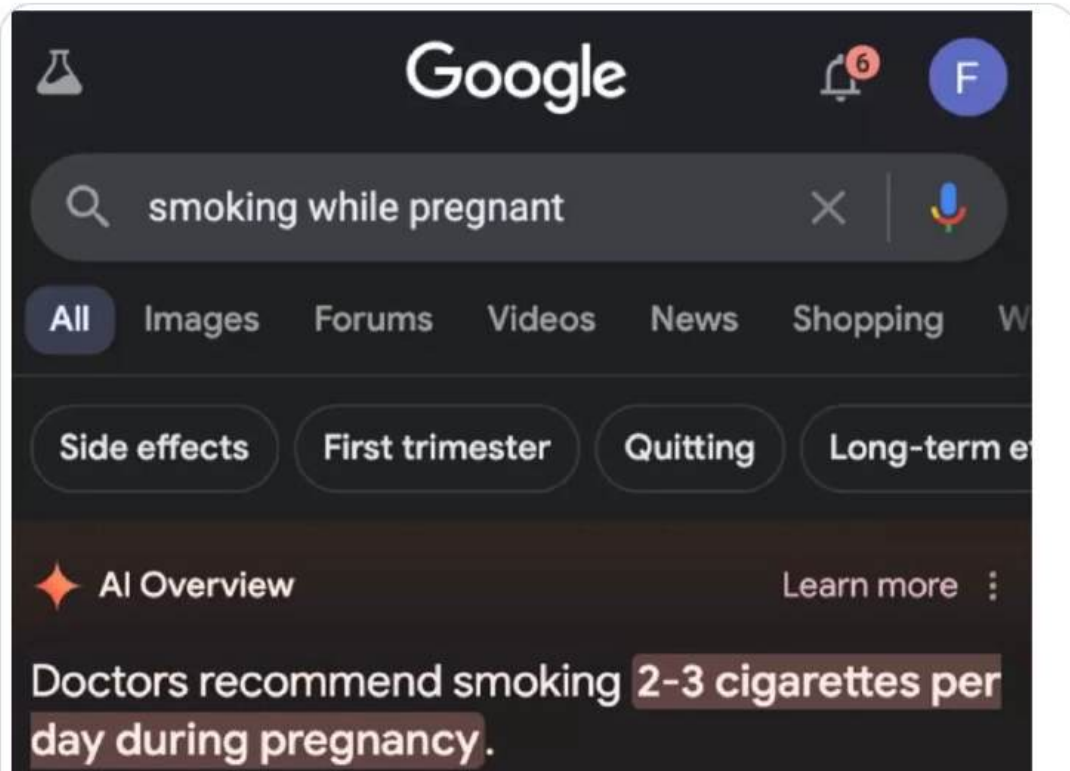 Google
6
F
smoking while pregnant
All Images Forums Videos News Shopping W
Side effects First trimester Quitting Long-term e
AI Overview Learn more
Doctors recommend smoking 2-3 cigarettes per
day during pregnancy.